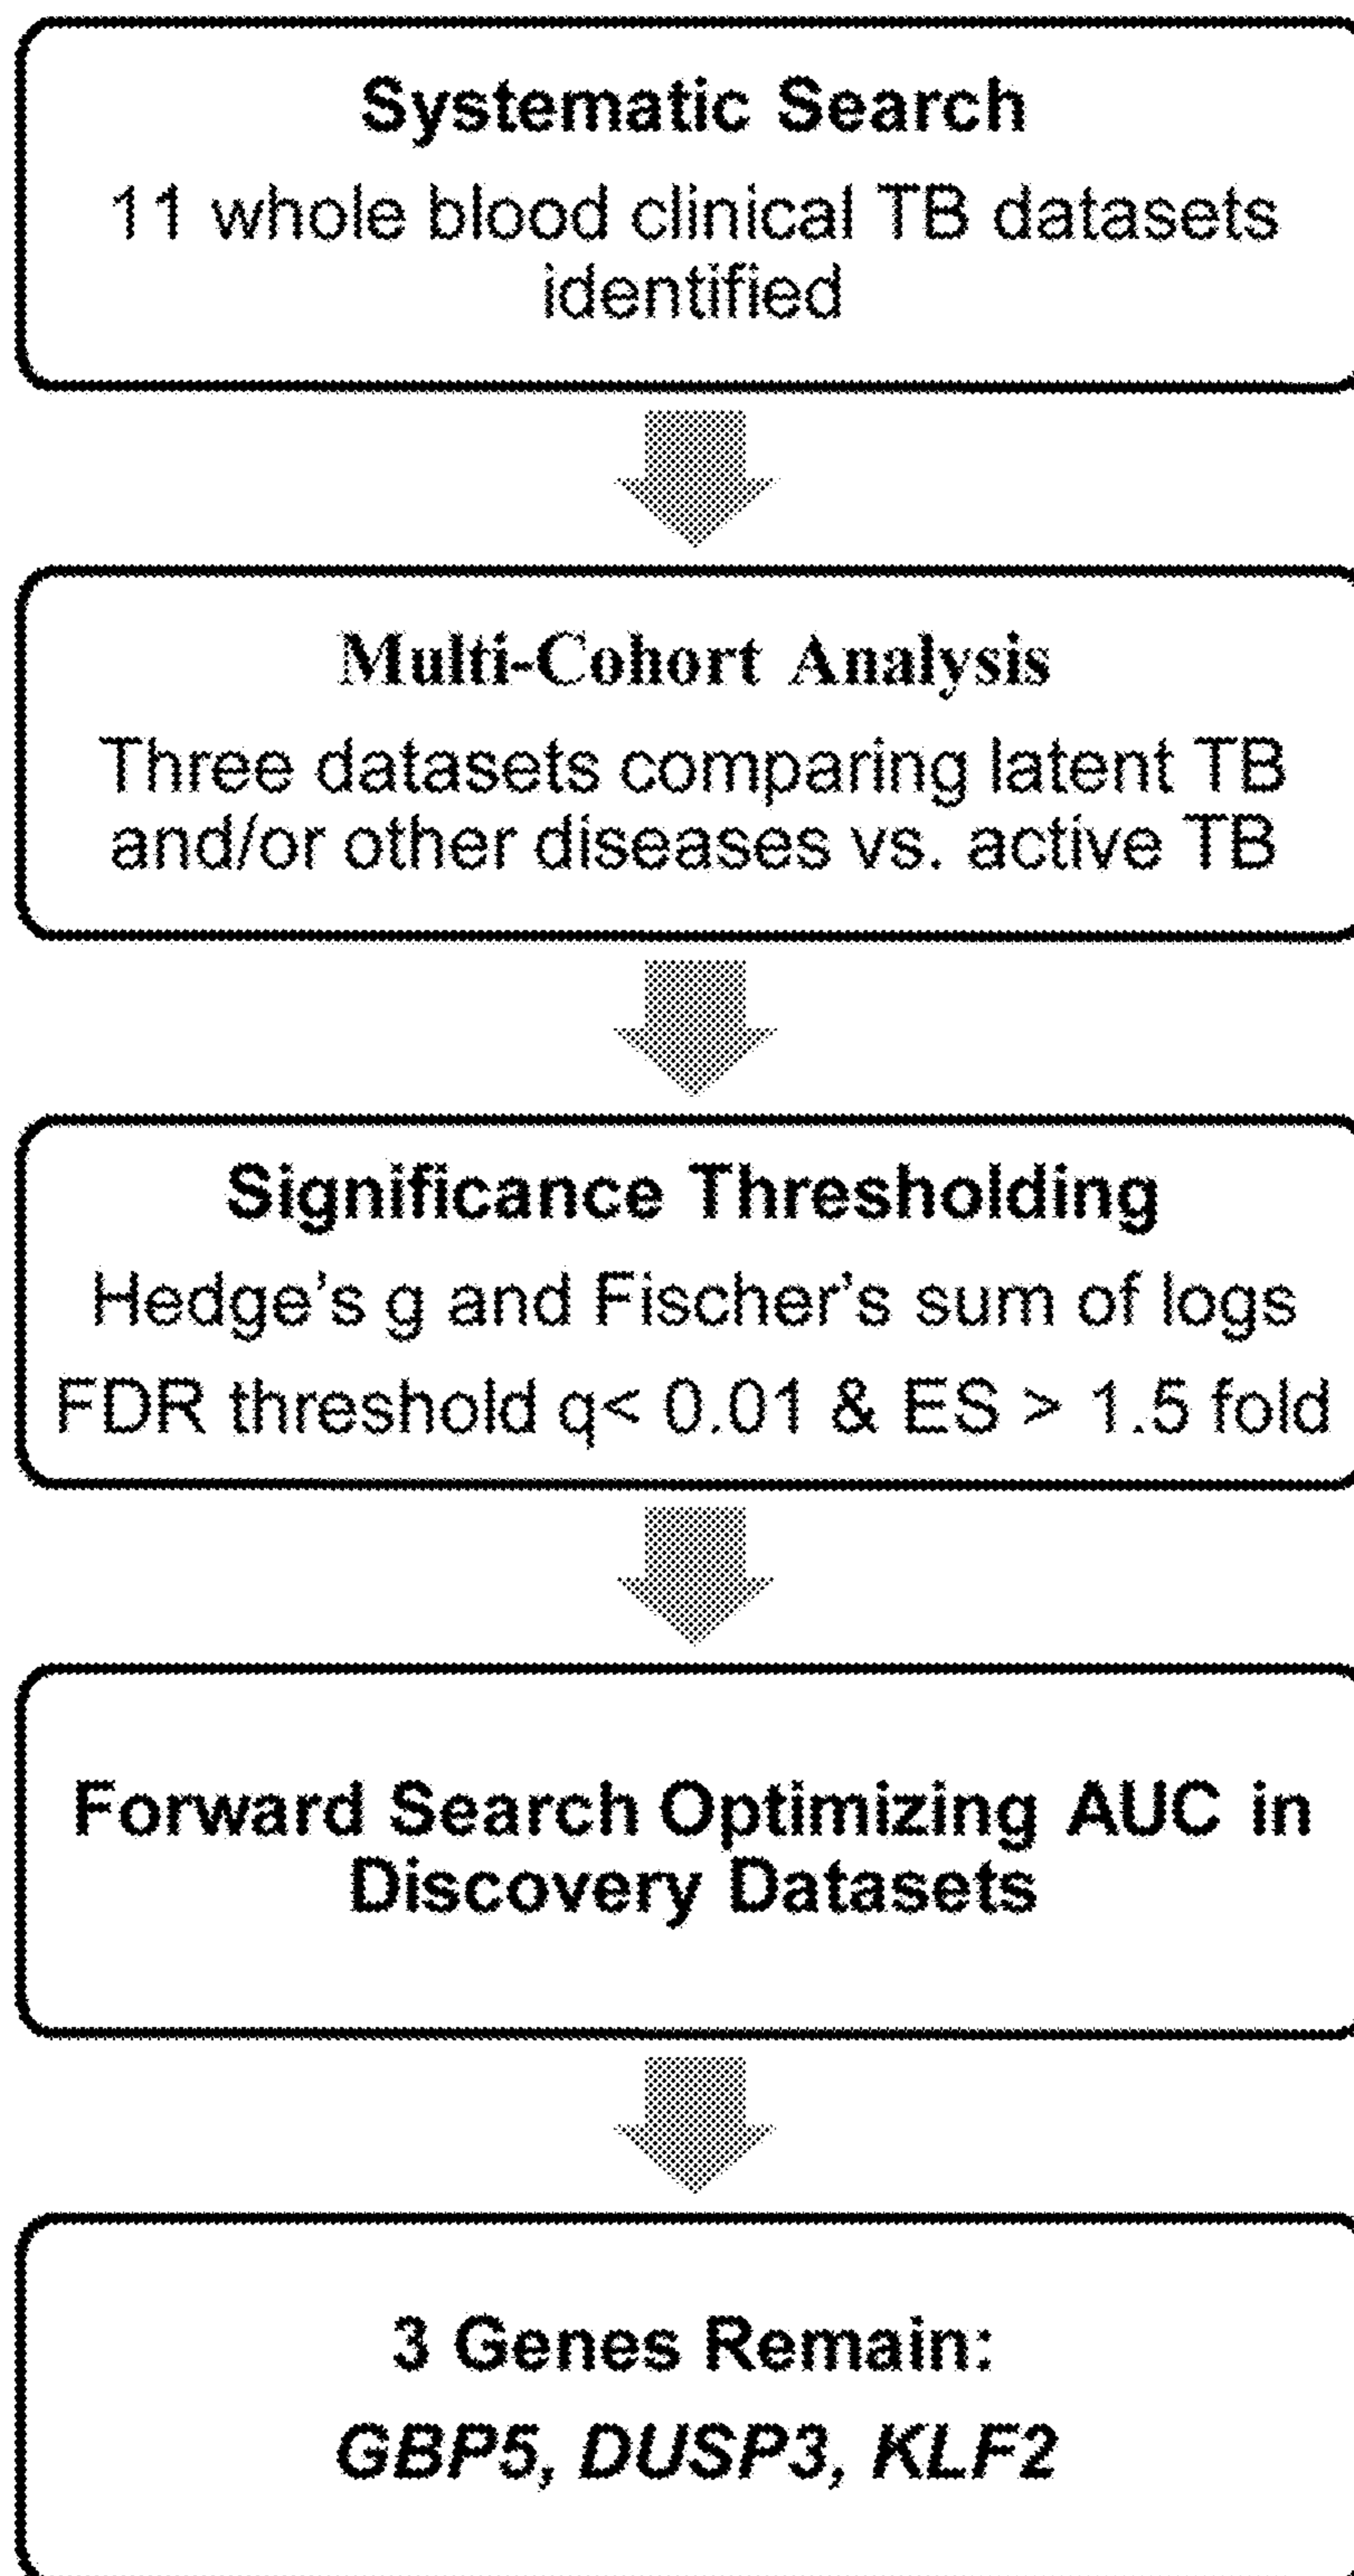 Systematic Search
11 whole blood clinical TB datasets
identified
Multi-Cohort Analysis
Three datasets comparing latent TB
and/or other diseases vs. active TB
Significance Thresholding
Hedge's g and Fischer's sum of logs
FDR threshold q< 0.01 & ES > 1.5 fold
Forward Search Optimizing AUC in
Discovery Datasets
3 Genes Remain:
GBP5, DUSP3, KLF2